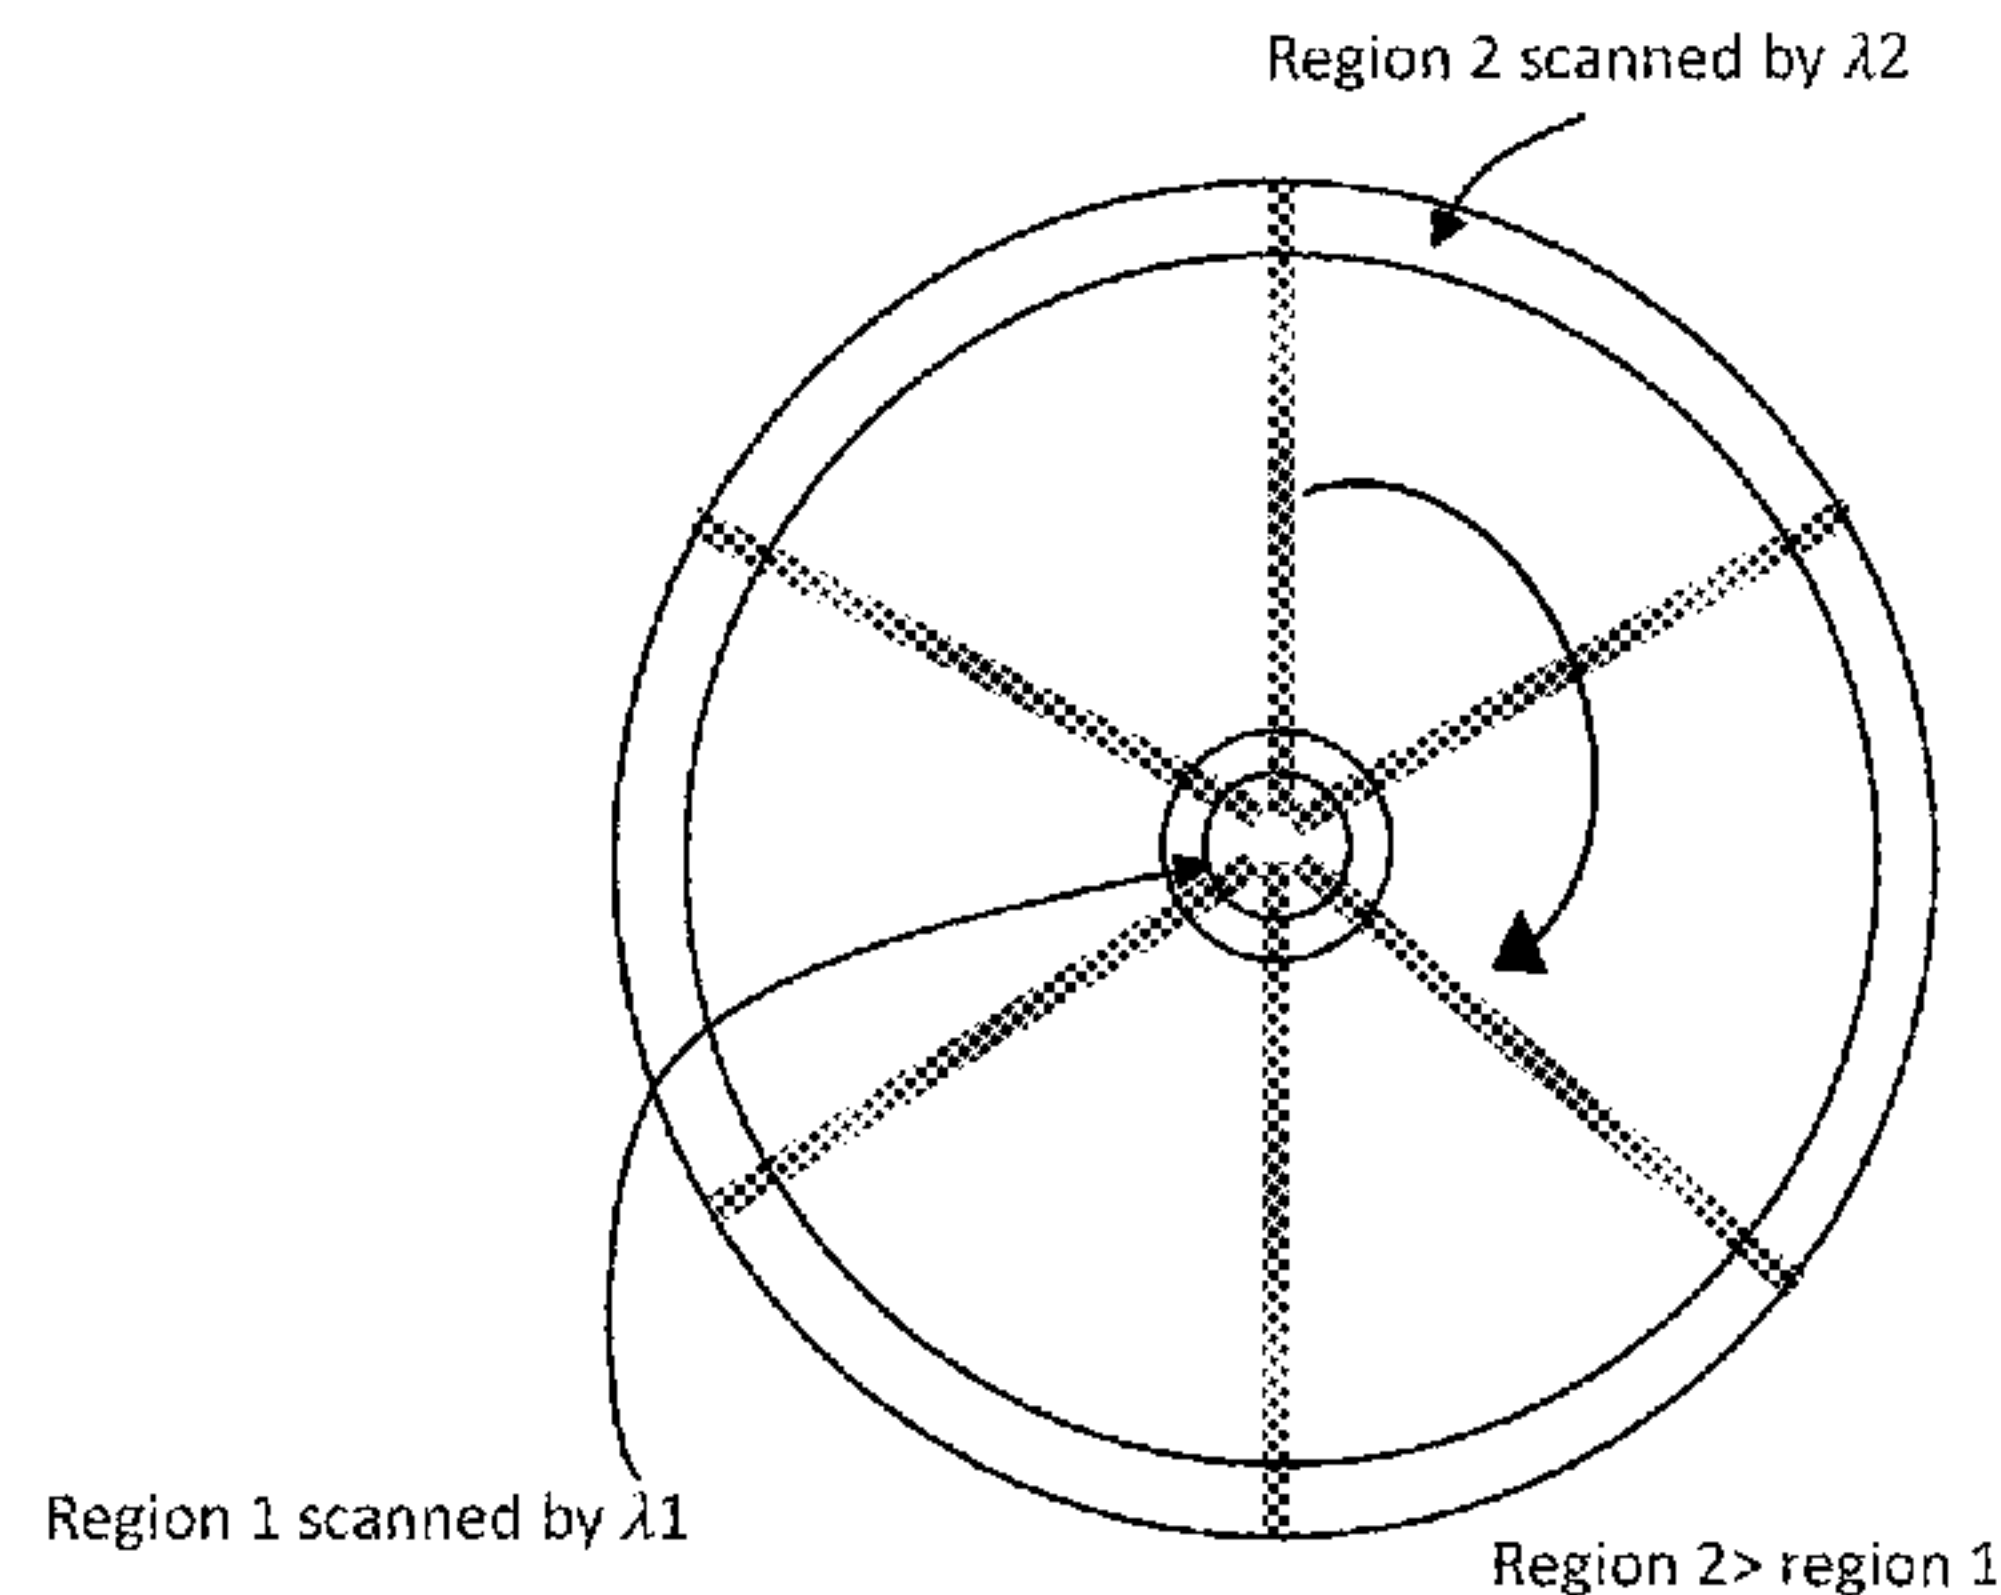 Region 2 scanned by λ2
Region 1 scanned by λ1
Region 2> region 1